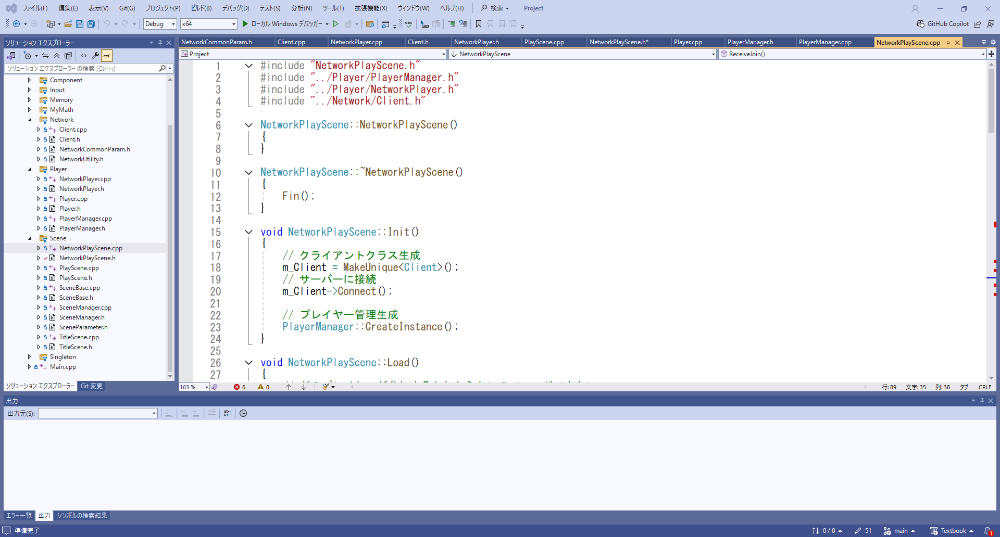 ファイル(F) 編集(E) 表示(V) Git(G) プロジェクト(P) ビルド(B) デバッグ(D) テスト(S) 分析(N) ツール(T) 拡張機能(X) ウィンドウ(W) ヘルプ(H) 検索 Project
Debug x64 ローカル Windows デバッガー GitHub Copilot
ソリューション エクスプローラー
ソリューション エクスプローラー の検索 (Ctrl+:)
Component
Input
Memory
MyMath
Network
Client.cpp
Client.h
NetworkCommonParam.h
NetworkUtility.h
Player
NetworkPlayer.cpp
NetworkPlayer.h
Player.cpp
Player.h
PlayerManager.cpp
PlayerManager.h
Scene
NetworkPlayScene.cpp
NetworkPlayScene.h
PlayScene.cpp
PlayScene.h
SceneBase.cpp
SceneBase.h
SceneManager.cpp
SceneManager.h
SceneParameter.h
TitleScene.cpp
TitleScene.h
Singleton
Main.cpp
ソリューション エクスプローラー Git 変更
NetworkCommonParam.h Client.cpp NetworkPlayer.cpp Client.h NetworkPlayer.h PlayScene.cpp NetworkPlayScene.h* Player.cpp PlayerManager.h PlayerManager.cpp NetworkPlayScene.cpp
Project NetworkPlayScene ReceiveJoin()
1 #include "NetworkPlayScene.h"
2 #include "../Player/PlayerManager.h"
3 #include "../Player/NetworkPlayer.h"
4 #include "../Network/Client.h"
5
6 NetworkPlayScene::NetworkPlayScene()
7 {
8 }
9
10 NetworkPlayScene::~NetworkPlayScene()
11 {
12 Fin();
13 }
14
15 void NetworkPlayScene::Init()
16 {
17 // クライアントクラス生成
18 m_Client = MakeUnique<Client>();
19 // サーバーに接続
20 m_Client->Connect();
21
22 // プレイヤー管理生成
23 PlayerManager::CreateInstance();
24 }
25
26 void NetworkPlayScene::Load()
27 {
163 % 6 0 行: 89 文字: 35 列: 38 タブ CRLF
出力
出力元(S):
エラー一覧 出力 シンボルの検索結果
準備完了 0 / 0 51 main Textbook 1